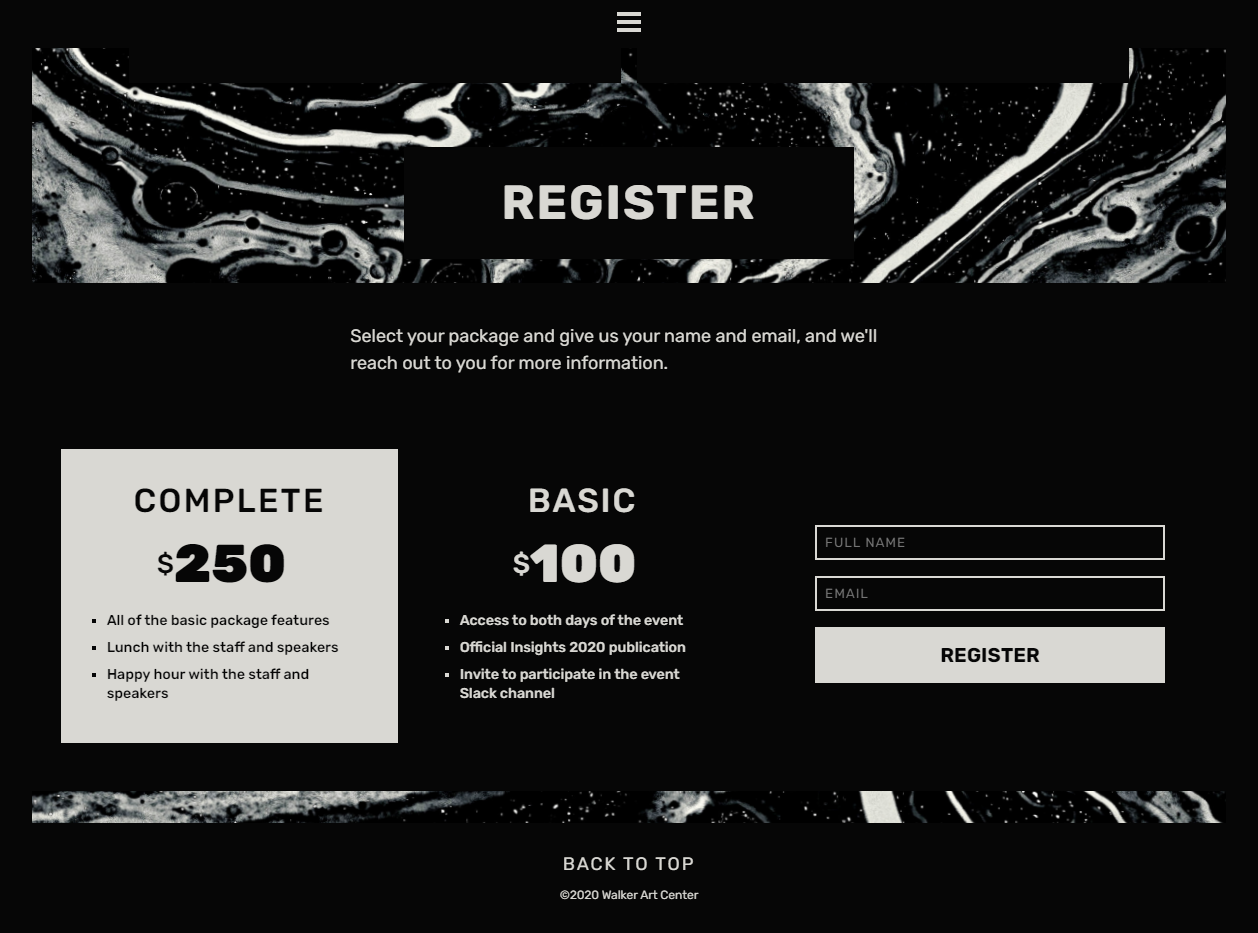 REGISTER
Select your package and give us your name and email, and we'll
reach out to you for more information.
COMPLETE
$250
All of the basic package features
Lunch with the staff and speakers
Happy hour with the staff and
speakers
BASIC
$100
Access to both days of the event
Official Insights 2020 publication
Invite to participate in the event
Slack channel
FULL NAME
EMAIL
REGISTER
BACK TO TOP
©2020 Walker Art Center